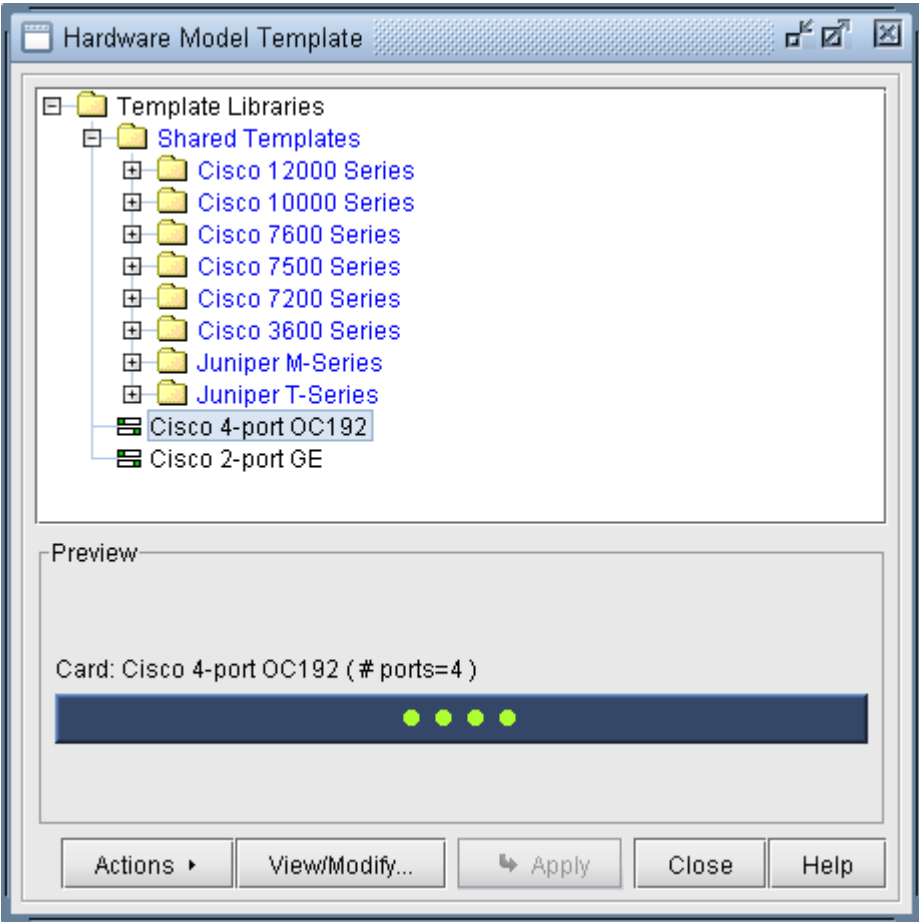 Hardware Model Template
Template Libraries
Shared Templates
Cisco 12000 Series
Cisco 10000 Series
Cisco 7600 Series
Cisco 7500 Series
Cisco 7200 Series
Cisco 3600 Series
Juniper M-Series
Juniper T-Series
Cisco 4-port OC192
Cisco 2-port GE
Preview
Card: Cisco 4-port OC192 ( # ports=4 )
Actions View/Modify... Apply Close Help